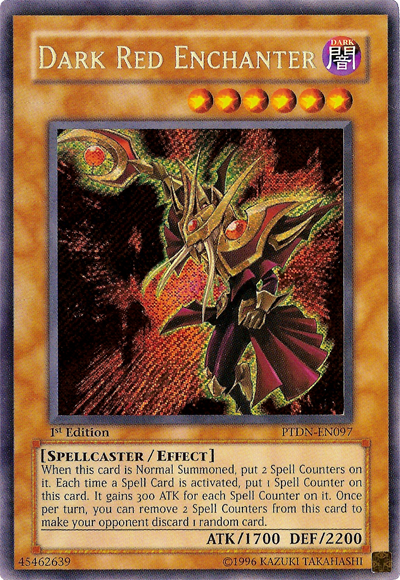 DARK RED ENCHANTER
DARK
闇
1st Edition
PTDN-EN097
[SPELLCASTER / EFFECT]
When this card is Normal Summoned, put 2 Spell Counters on
it. Each time a Spell Card is activated, put 1 Spell Counter on
this card. It gains 300 ATK for each Spell Counter on it. Once
per turn, you can remove 2 Spell Counters from this card to
make your opponent discard 1 random card.
ATK/1700 DEF/2200
45462639
©1996 KAZUKI TAKAHASHI